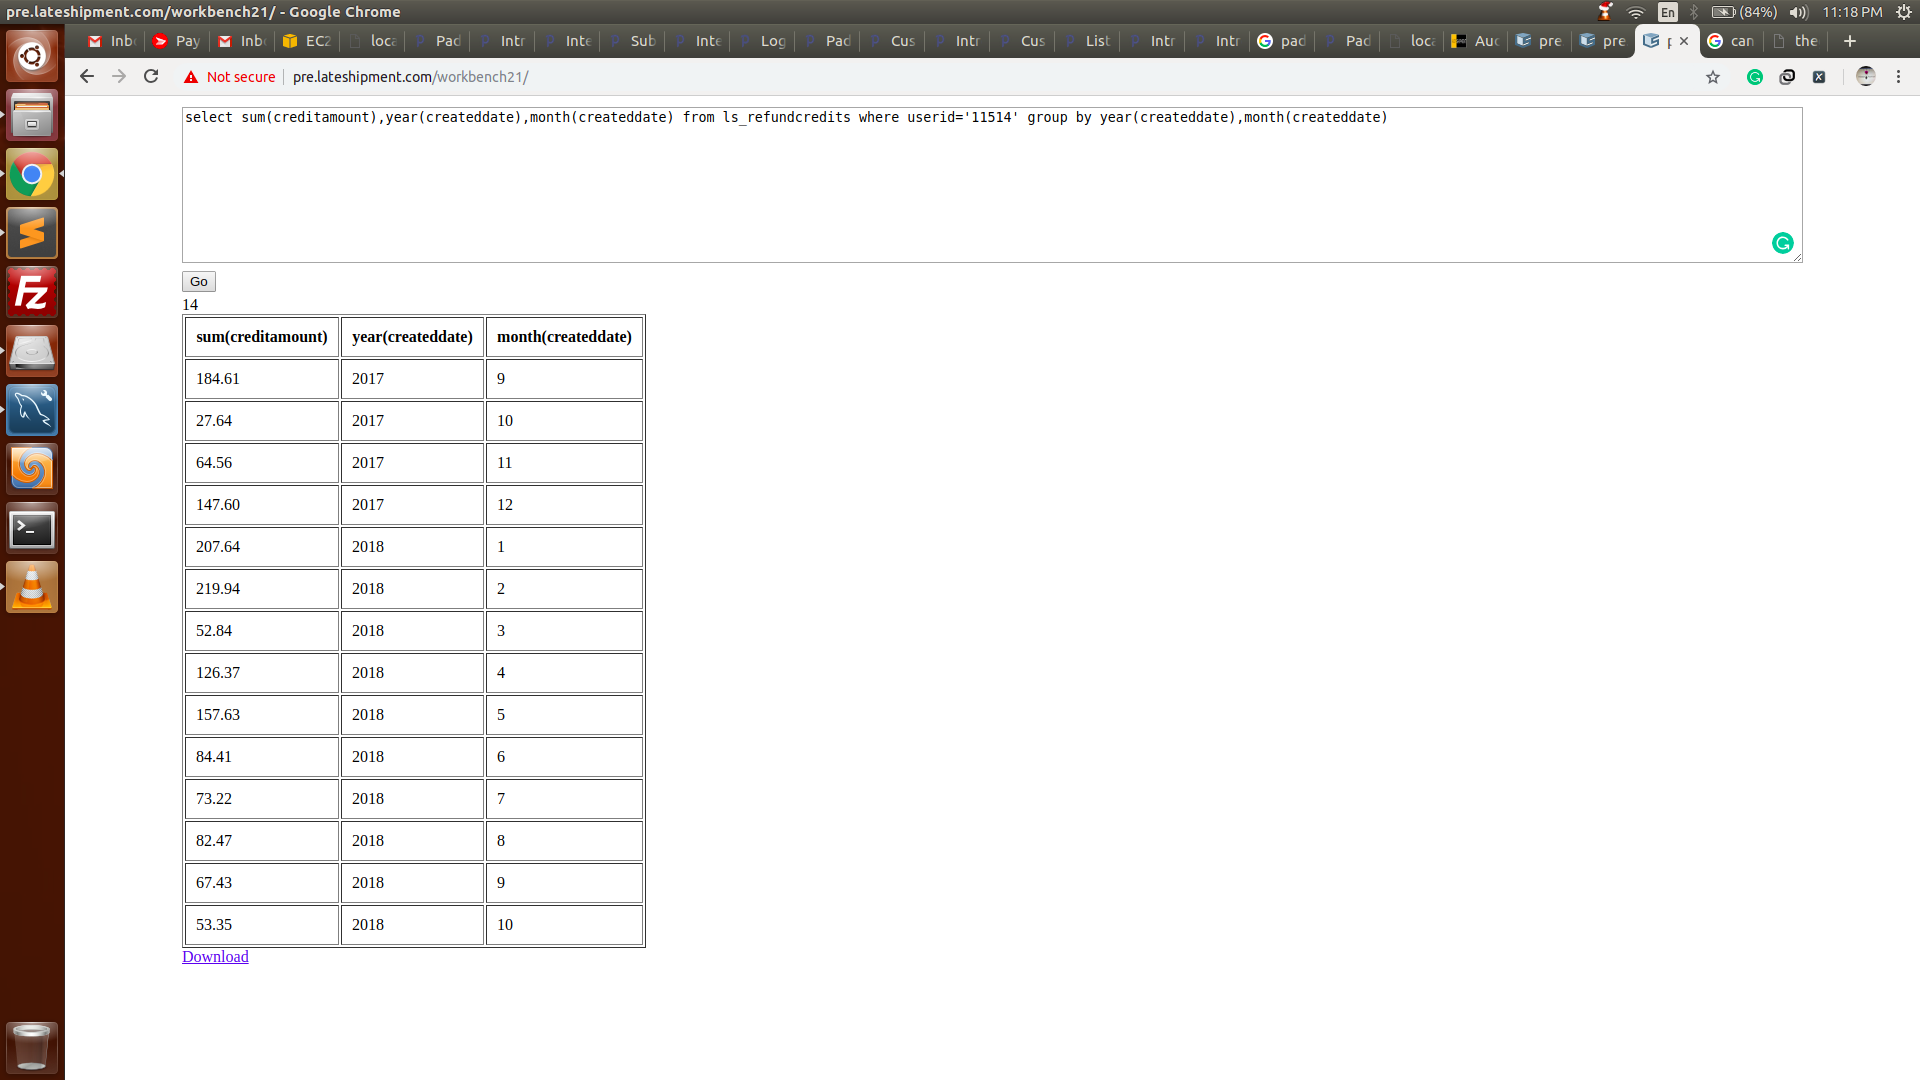 pre.lateshipment.com/workbench21/ - Google Chrome
En (84%) 11:18 PM
Inb Pay Inb EC2 loca Pad Intr Inte Sub Inte Log Pad Cus Intr Cus List Intr Intr pad Pad loca Auc pre pre can the
Not secure pre.lateshipment.com/workbench21/
select sum(creditamount),year(createddate),month(createddate) from ls_refundcredits where userid='11514' group by year(createddate),month(createddate)
Go
14
sum(creditamount) year(createddate) month(createddate)
184.61 2017 9
27.64 2017 10
64.56 2017 11
147.60 2017 12
207.64 2018 1
219.94 2018 2
52.84 2018 3
126.37 2018 4
157.63 2018 5
84.41 2018 6
73.22 2018 7
82.47 2018 8
67.43 2018 9
53.35 2018 10
Download